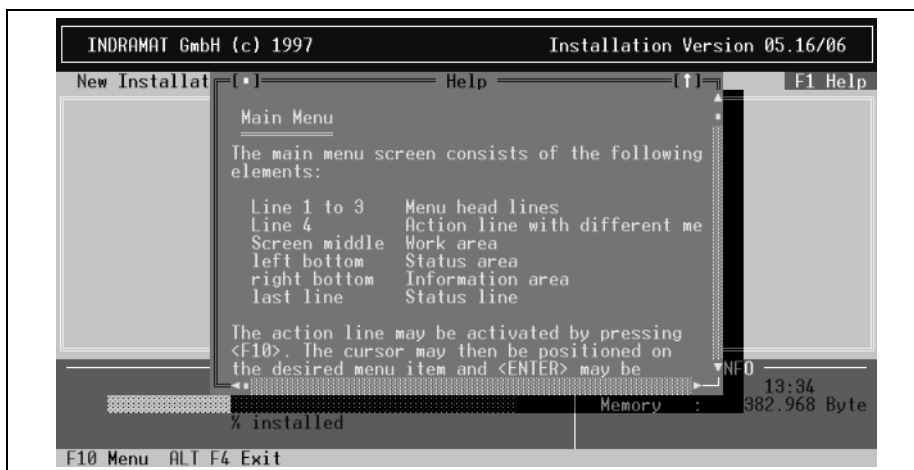 INDRAMAT GmbH (c) 1997 Installation Version 05.16/06
New Installat [▪] Help [↑] F1 Help
Main Menu
The main menu screen consists of the following
elements:
Line 1 to 3 Menu head lines
Line 4 Action line with different me
Screen middle Work area
left bottom Status area
right bottom Information area
last line Status line
The action line may be activated by pressing
<F10>. The cursor may then be positioned on
the desired menu item and <ENTER> may be
NFO
13:34
Memory : 382.968 Byte
% installed
F10 Menu ALT F4 Exit